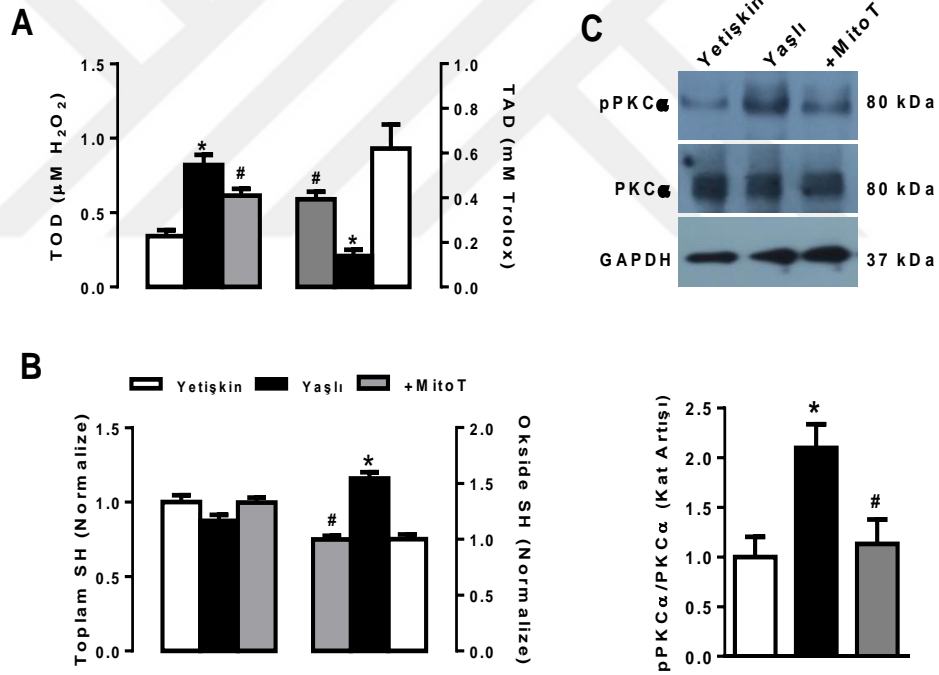 A
TOD (µM H₂O₂)
1.5
1.0
0.5
0.0
*
#
#
*
1.0
0.8
0.6
0.4
0.2
0.0
TAD (mM Trolox)
B
Yetişkin Yaşlı +MitoT
Toplam SH (Normalize)
1.5
1.0
0.5
0.0
#
*
2.0
1.5
1.0
0.5
0.0
Okside SH (Normalize)
C
Yetişkin Yaşlı +MitoT
pPKCα 80 kDa
PKCα 80 kDa
GAPDH 37 kDa
pPKCα/PKCα (Kat Artışı)
2.5
2.0
1.5
1.0
0.5
0.0
*
#